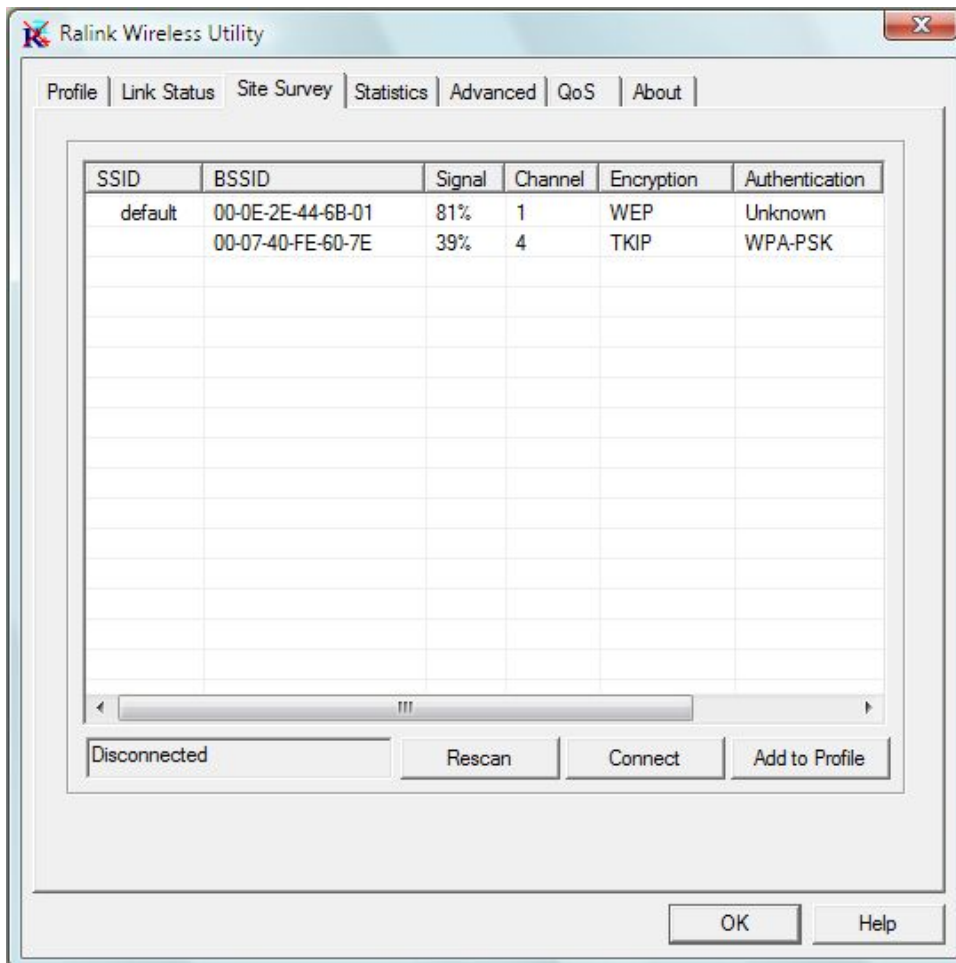 Ralink Wireless Utility
Profile Link Status Site Survey Statistics Advanced QoS About
SSID BSSID Signal Channel Encryption Authentication
default 00-0E-2E-44-6B-01 81% 1 WEP Unknown
00-07-40-FE-60-7E 39% 4 TKIP WPA-PSK
Disconnected Rescan Connect Add to Profile
OK Help